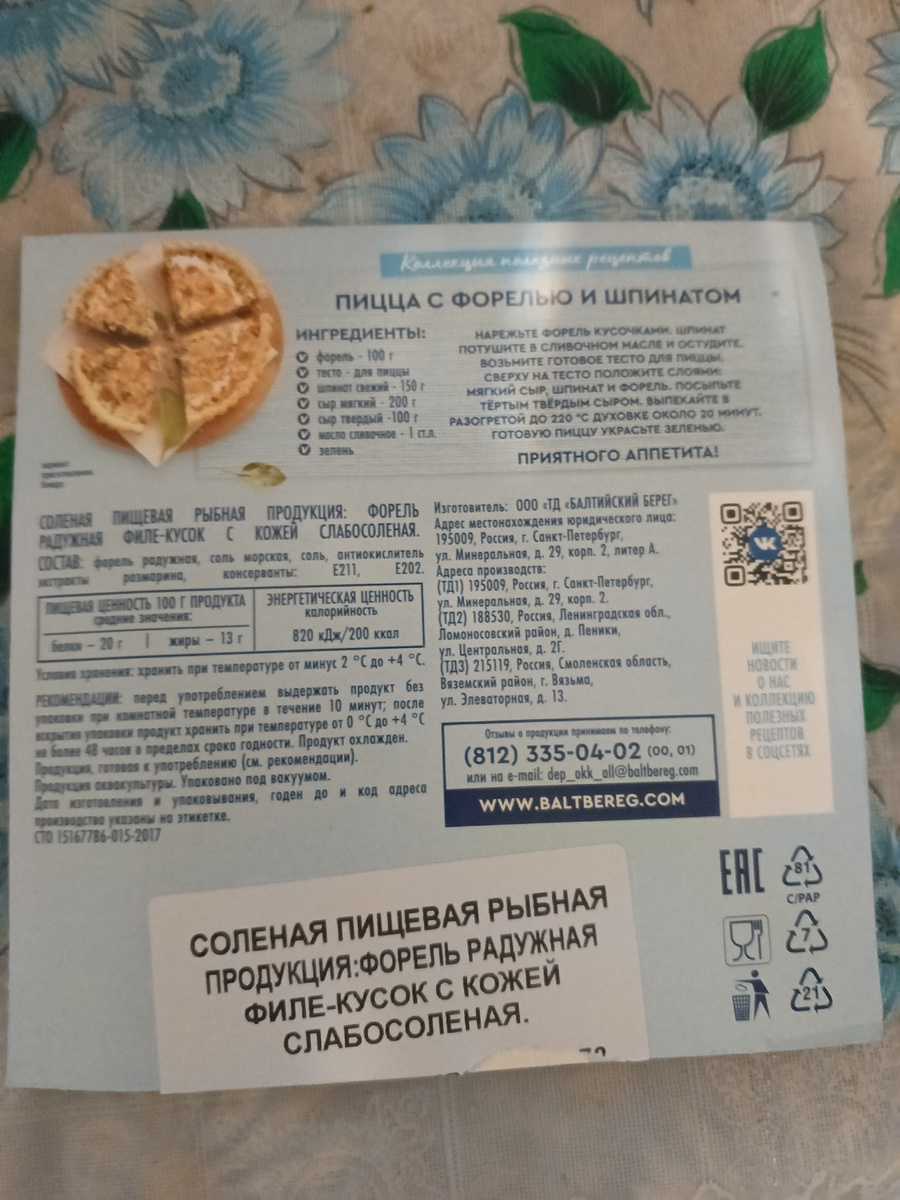 Коллекция полезных рецептов
ПИЦЦА С ФОРЕЛЬЮ И ШПИНАТОМ
ИНГРЕДИЕНТЫ:
форель - 100 г
тесто - для пиццы
шпинат свежий - 150 г
сыр мягкий - 200 г
сыр твердый -100 г
масло сливочное - 1 ст.л.
зелень
НАРЕЖЬТЕ ФОРЕЛЬ КУСОЧКАМИ. ШПИНАТ
ПОТУШИТЕ В СЛИВОЧНОМ МАСЛЕ И ОСТУДИТЕ.
ВОЗЬМИТЕ ГОТОВОЕ ТЕСТО ДЛЯ ПИЦЦЫ.
СВЕРХУ НА ТЕСТО ПОЛОЖИТЕ СЛОЯМИ:
МЯГКИЙ СЫР, ШПИНАТ И ФОРЕЛЬ. ПОСЫПЬТЕ
ТЁРТЫМ ТВЁРДЫМ СЫРОМ. ВЫПЕКАЙТЕ В
РАЗОГРЕТОЙ ДО 220 °С ДУХОВКЕ ОКОЛО 20 МИНУТ.
ГОТОВУЮ ПИЦЦУ УКРАСЬТЕ ЗЕЛЕНЬЮ.
ПРИЯТНОГО АППЕТИТА!
вариант
приготовления
блюда
СОЛЕНАЯ ПИЩЕВАЯ РЫБНАЯ ПРОДУКЦИЯ: ФОРЕЛЬ
РАДУЖНАЯ ФИЛЕ-КУСОК С КОЖЕЙ СЛАБОСОЛЕНАЯ.
СОСТАВ: форель радужная, соль морская, соль, антиокислитель
экстракты розмарина, консерванты: Е211, Е202.
ПИЩЕВАЯ ЦЕННОСТЬ 100 Г ПРОДУКТА
средние значения:
белки – 20 г | жиры – 13 г
ЭНЕРГЕТИЧЕСКАЯ ЦЕННОСТЬ
калорийность
820 кДж/200 ккал
Условия хранения: хранить при температуре от минус 2 °С до +4 °С.
РЕКОМЕНДАЦИИ: перед употреблением выдержать продукт без
упаковки при комнатной температуре в течение 10 минут; после
вскрытия упаковки продукт хранить при температуре от 0 °С до +4 °С
не более 48 часов в пределах срока годности. Продукт охлажден.
Продукция, готовая к употреблению (см. рекомендации).
Продукция аквакультуры. Упаковано под вакуумом.
Дата изготовления и упаковывания, годен до и код адреса
производства указаны на этикетке.
СТО 15167786-015-2017
Изготовитель: ООО «ТД «БАЛТИЙСКИЙ БЕРЕГ»
Адрес местонахождения юридического лица:
195009, Россия, г. Санкт-Петербург,
ул. Минеральная, д. 29, корп. 2, литер А.
Адреса производств:
(ТД1) 195009, Россия, г. Санкт-Петербург,
ул. Минеральная, д. 29, корп. 2.
(ТД2) 188530, Россия, Ленинградская обл.,
Ломоносовский район, д. Пеники,
ул. Центральная, д. 2Г.
(ТД3) 215119, Россия, Смоленская область,
Вяземский район, г. Вязьма,
ул. Элеваторная, д. 13.
Отзывы о продукции принимаем по телефону:
(812) 335-04-02 (00, 01)
или на e-mail: dep_okk_all@baltbereg.com
WWW.BALTBEREG.COM
ИЩИТЕ
НОВОСТИ
О НАС
И КОЛЛЕКЦИЮ
ПОЛЕЗНЫХ
РЕЦЕПТОВ
В СОЦСЕТЯХ
EAC
81
C/PAP
7
21
СОЛЕНАЯ ПИЩЕВАЯ РЫБНАЯ
ПРОДУКЦИЯ:ФОРЕЛЬ РАДУЖНАЯ
ФИЛЕ-КУСОК С КОЖЕЙ
СЛАБОСОЛЕНАЯ.